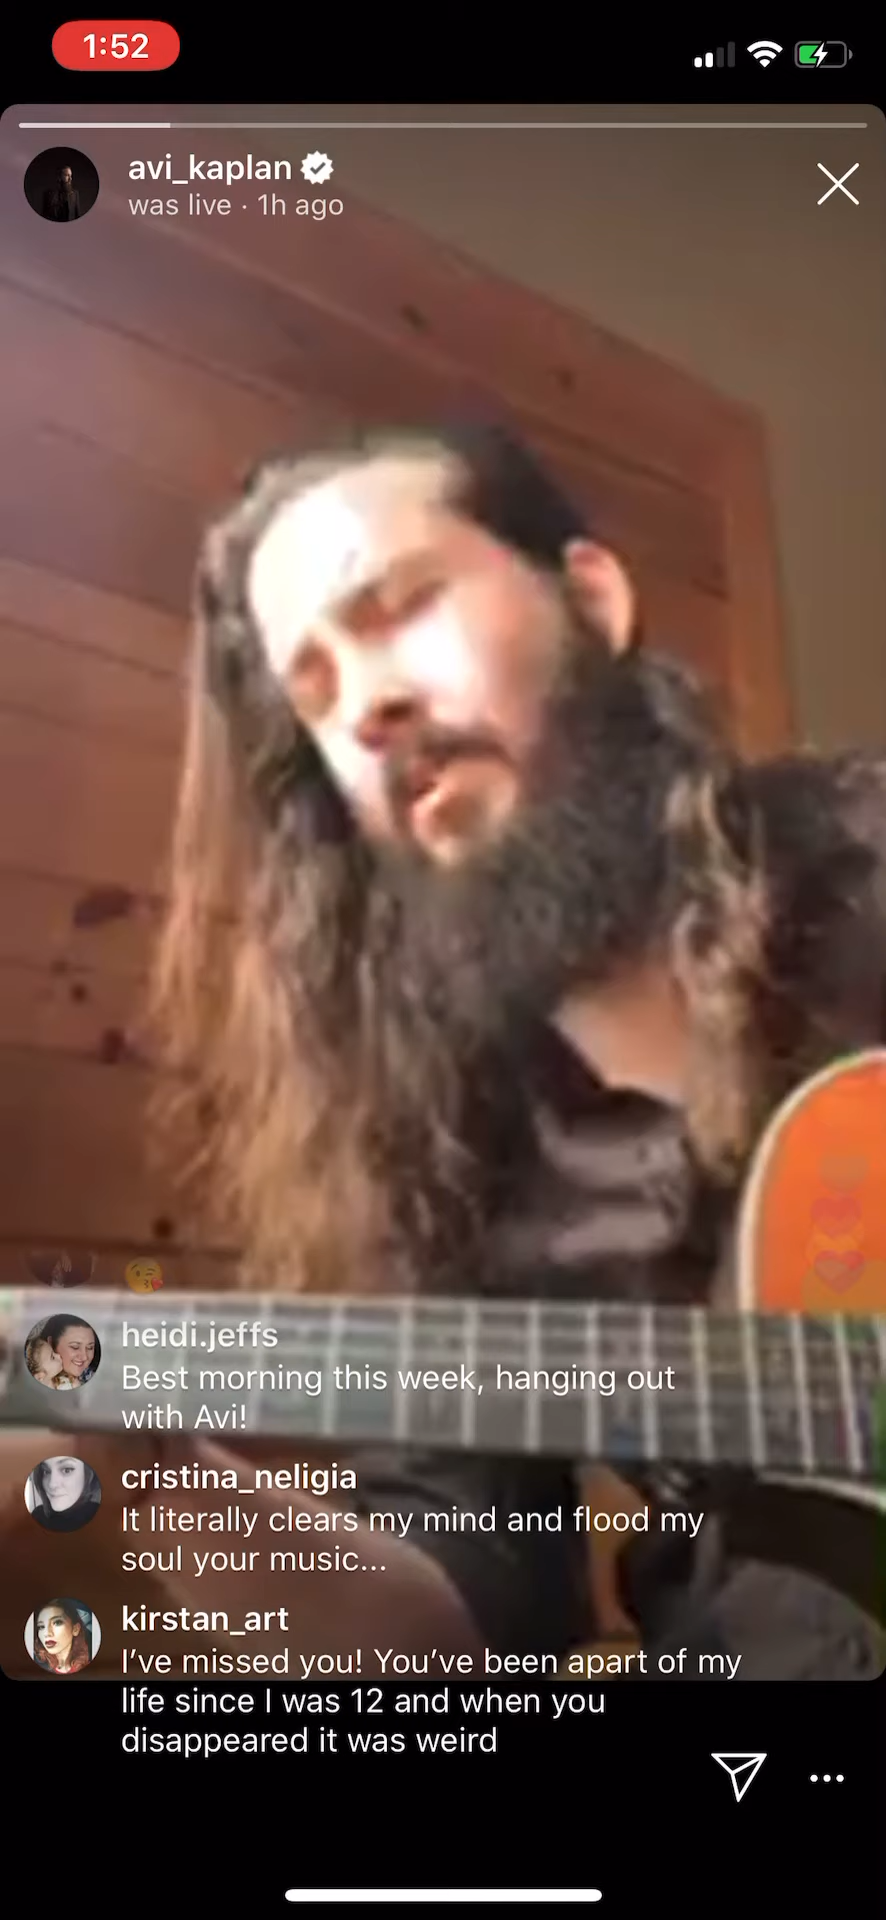 1:52
avi_kaplan
was live · 1h ago
heidi.jeffs
Best morning this week, hanging out
with Avi!
cristina_neligia
It literally clears my mind and flood my
soul your music...
kirstan_art
I've missed you! You've been apart of my
life since I was 12 and when you
disappeared it was weird